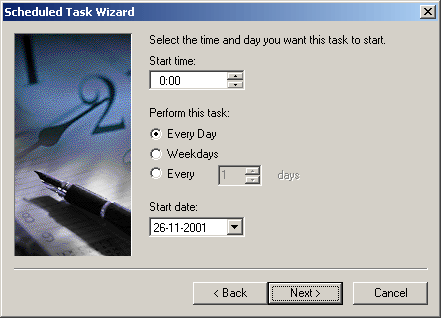 Scheduled Task Wizard
Select the time and day you want this task to start.
Start time:
0:00
Perform this task:
Every Day
Weekdays
Every 1 days
Start date:
26-11-2001
< Back Next > Cancel